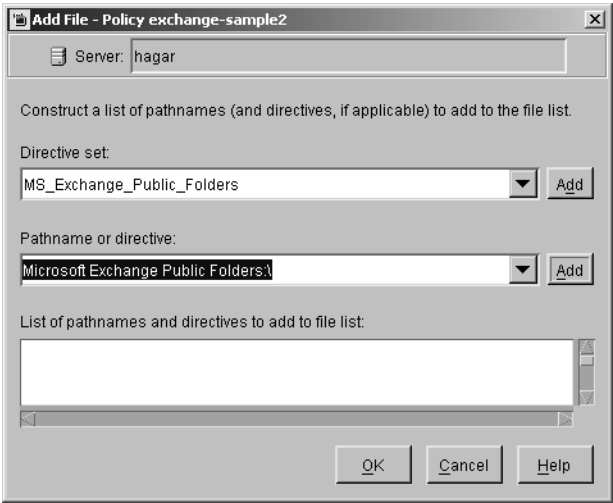 Add File - Policy exchange-sample2
Server: hagar
Construct a list of pathnames (and directives, if applicable) to add to the file list.
Directive set:
MS_Exchange_Public_Folders
Add
Pathname or directive:
Microsoft Exchange Public Folders:\
Add
List of pathnames and directives to add to file list:
OK Cancel Help